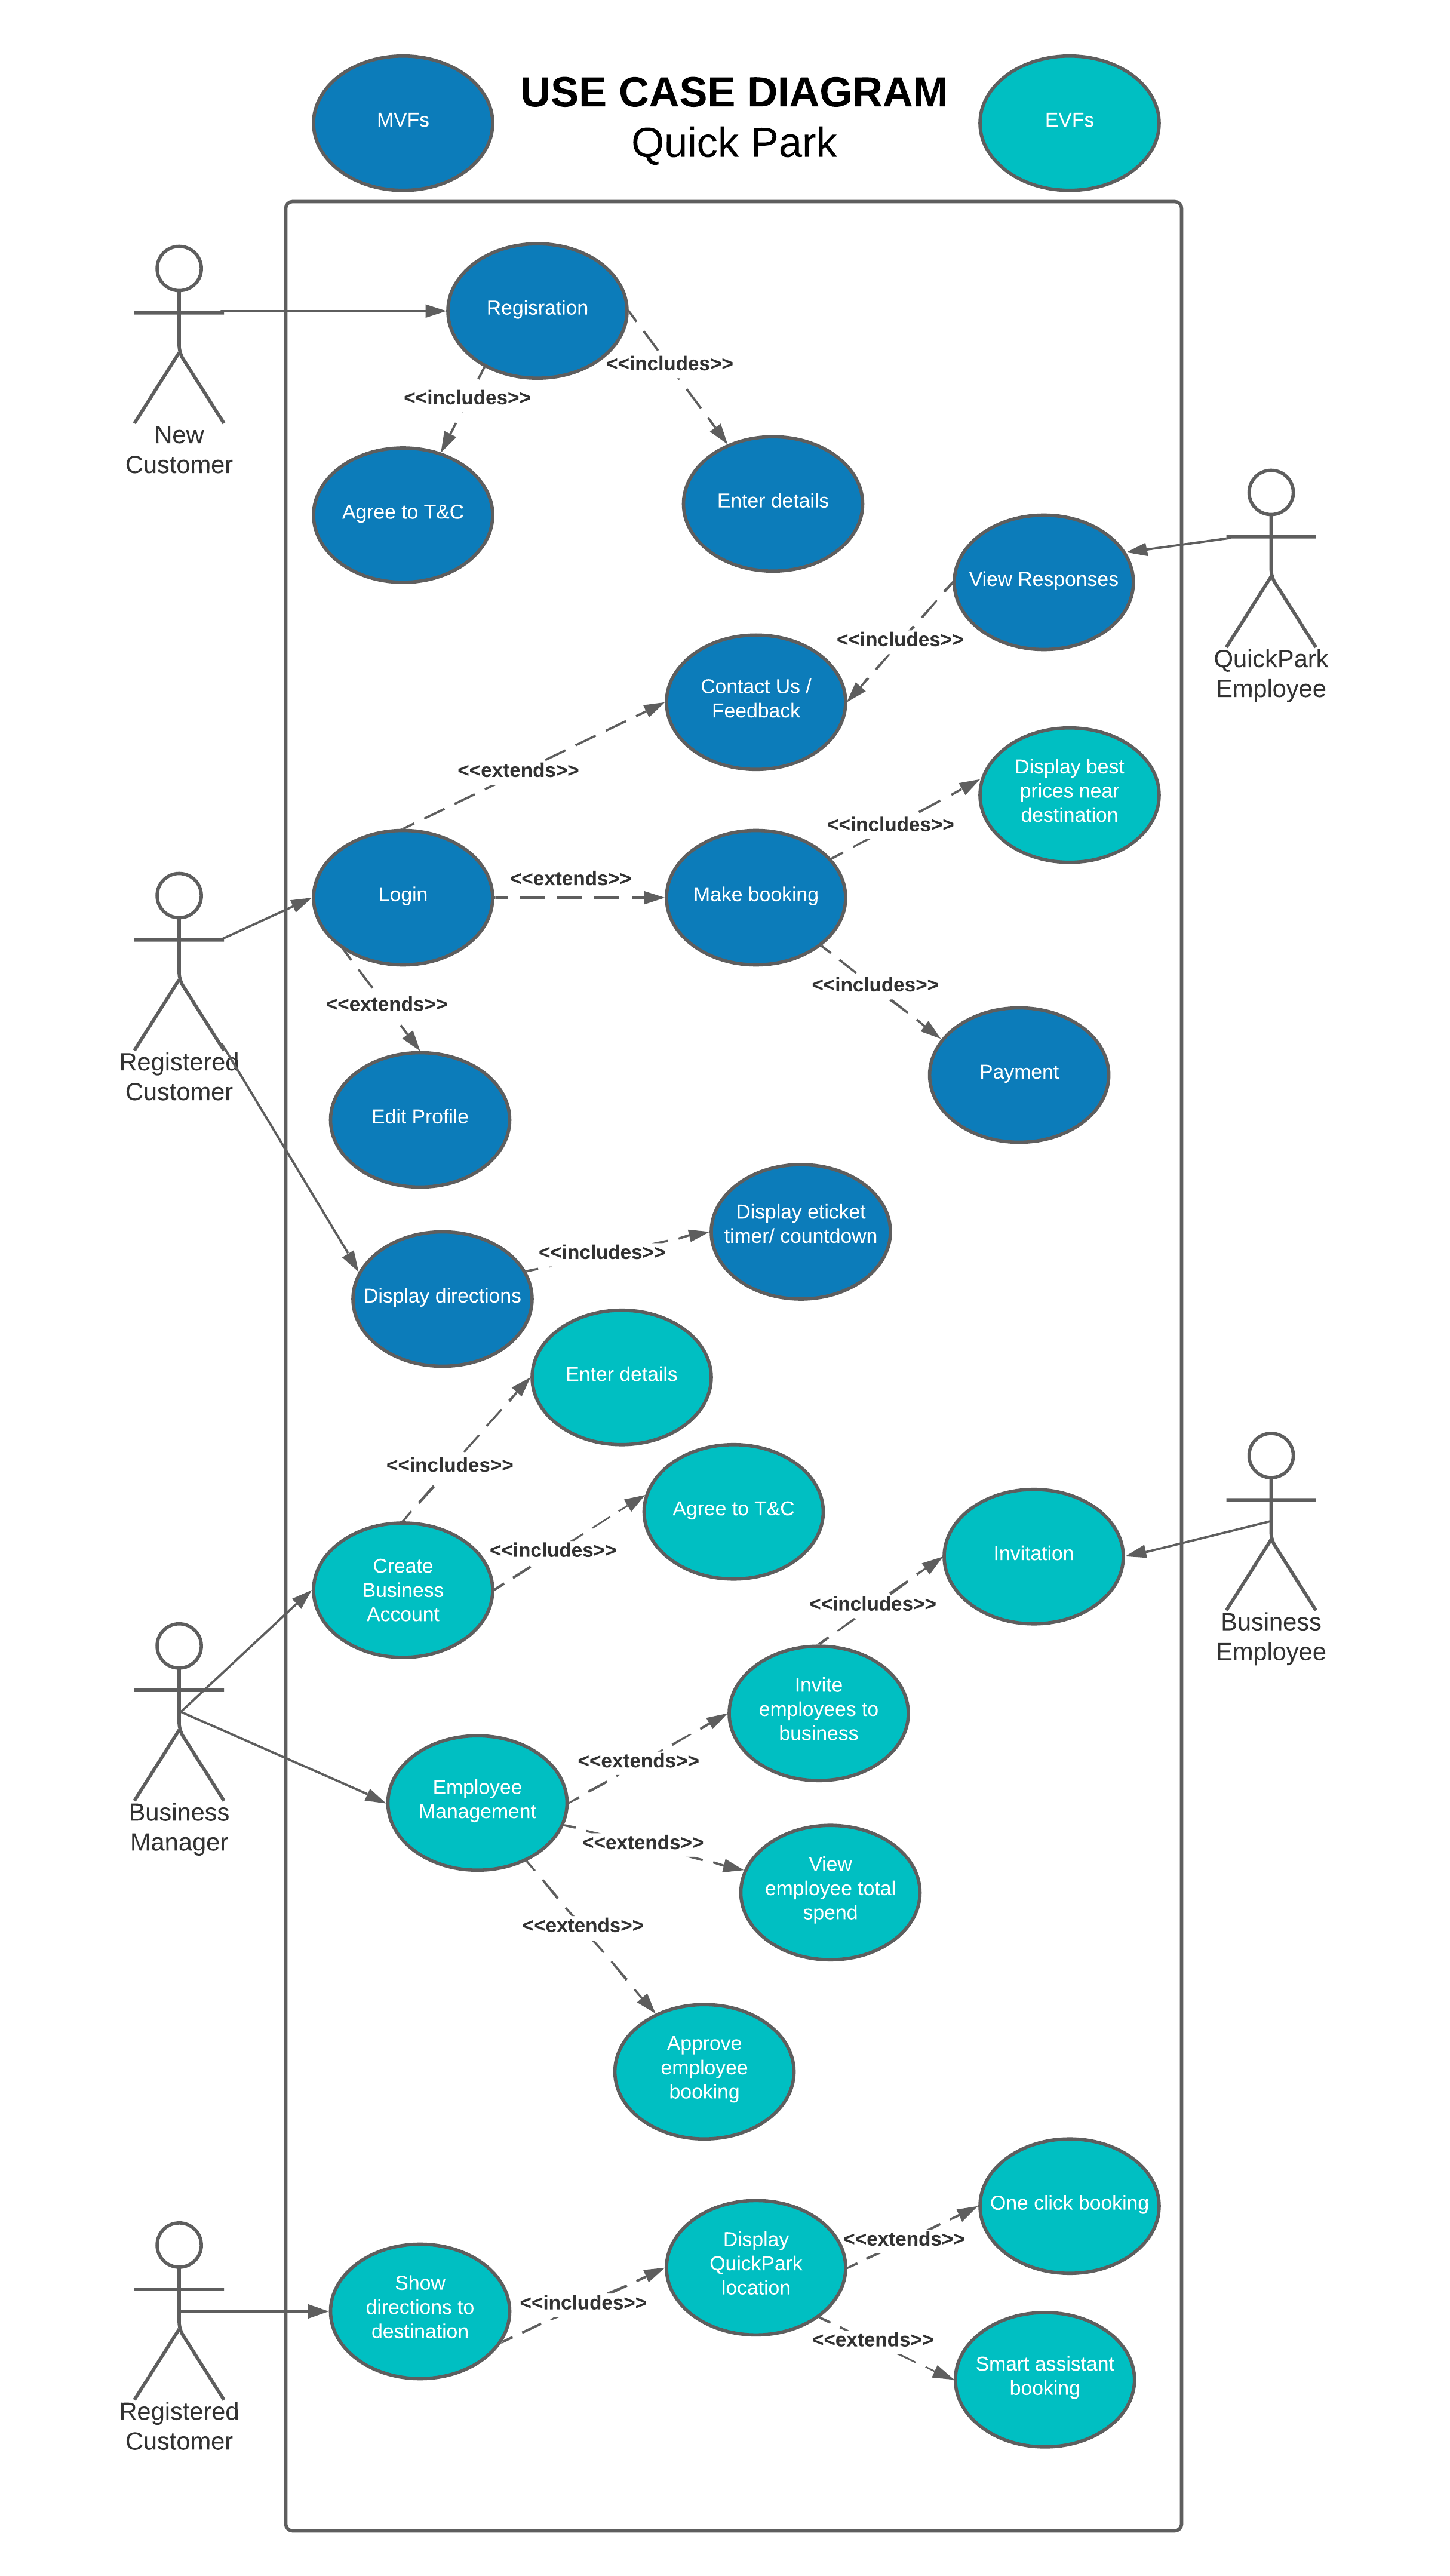 USE CASE DIAGRAM
Quick Park
MVFs
EVFs
Regisration
<<includes>>
<<includes>>
New
Customer
Agree to T&C
Enter details
View Responses
<<includes>>
QuickPark
Employee
Contact Us /
Feedback
<<extends>>
Display best
prices near
destination
<<includes>>
Login
<<extends>>
Make booking
<<includes>>
<<extends>>
Registered
Customer
Payment
Edit Profile
Display eticket
timer/ countdown
<<includes>>
Display directions
Enter details
<<includes>>
Agree to T&C
<<includes>>
Create
Business
Account
Invitation
<<includes>>
Business
Employee
Invite
employees to
business
<<extends>>
Employee
Management
Business
Manager
<<extends>>
View
employee total
spend
<<extends>>
Approve
employee
booking
One click booking
<<extends>>
Display
QuickPark
location
Show
directions to
destination
<<includes>>
<<extends>>
Smart assistant
booking
Registered
Customer